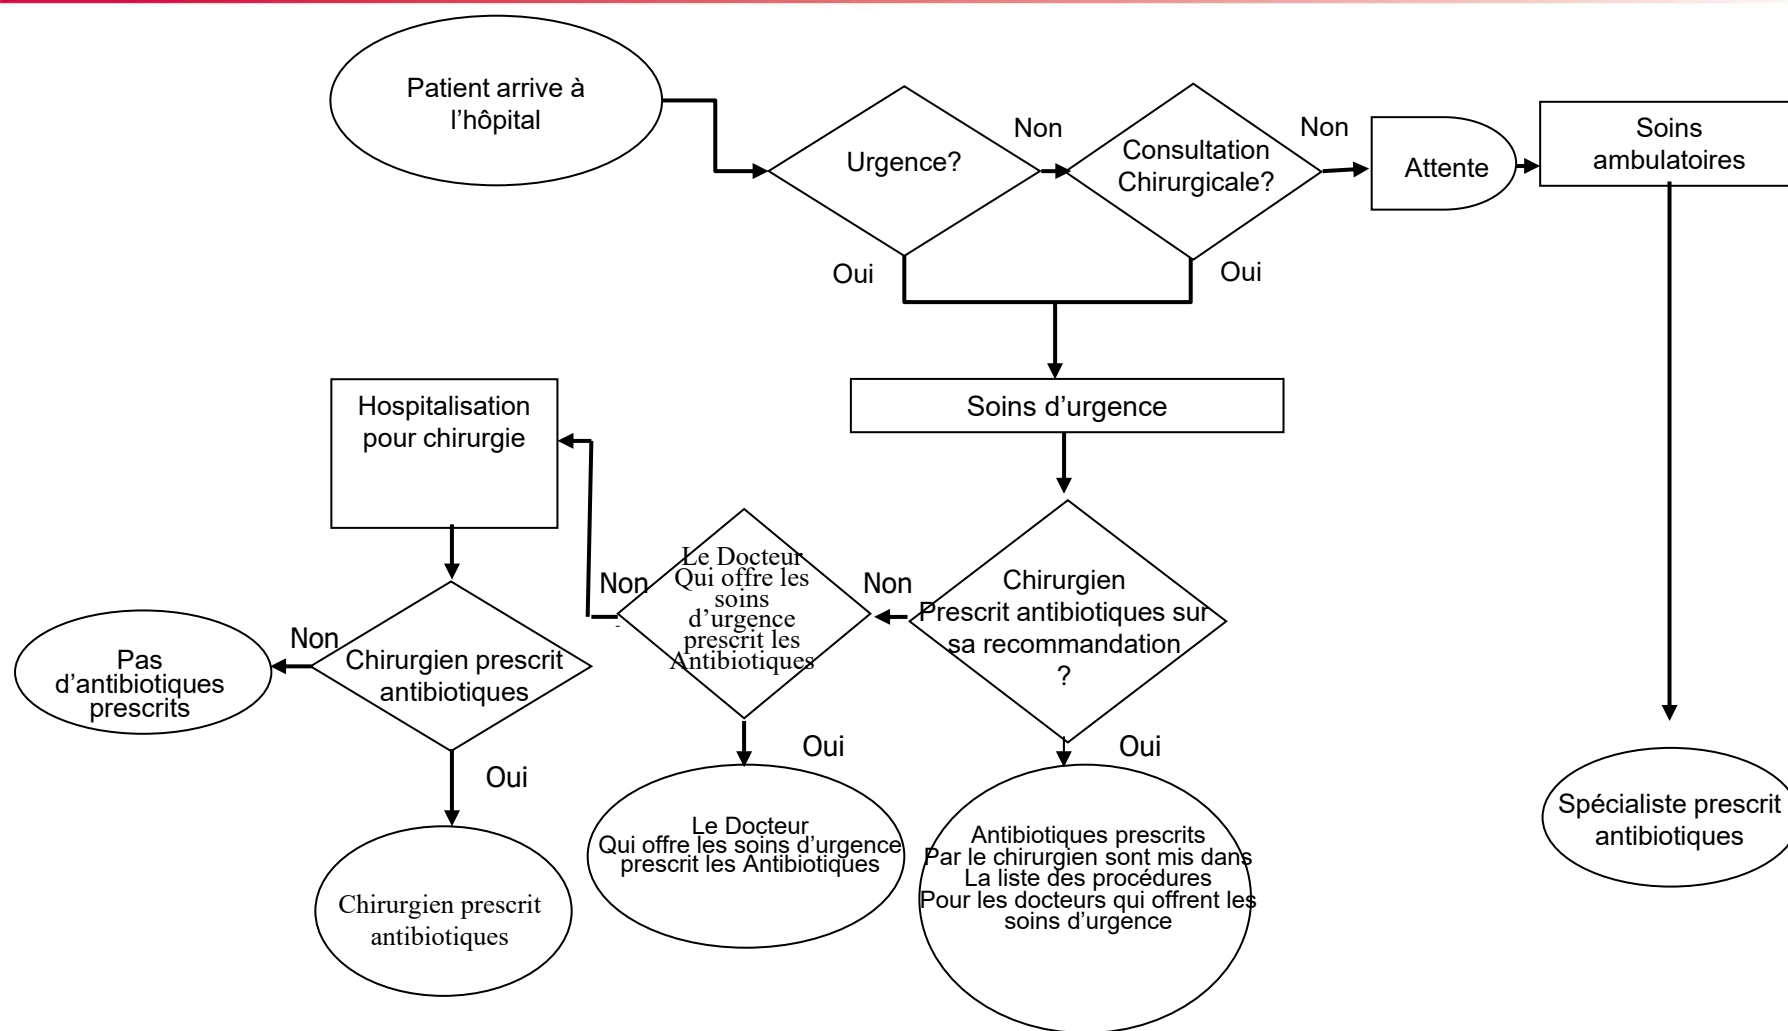 Patient arrive à
l’hôpital
Urgence?
Non
Consultation
Chirurgicale?
Non
Attente
Soins
ambulatoires
Oui
Oui
Soins d’urgence
Hospitalisation
pour chirurgie
Le Docteur
Qui offre les
soins
d’urgence
prescrit les
Antibiotiques
Non
Non
Chirurgien
Prescrit antibiotiques sur
sa recommandation
?
Non
Chirurgien prescrit
antibiotiques
Pas
d’antibiotiques
prescrits
Oui
Oui
Oui
Chirurgien prescrit
antibiotiques
Le Docteur
Qui offre les soins d’urgence
prescrit les Antibiotiques
Antibiotiques prescrits
Par le chirurgien sont mis dans
La liste des procédures
Pour les docteurs qui offrent les
soins d’urgence
Spécialiste prescrit
antibiotiques